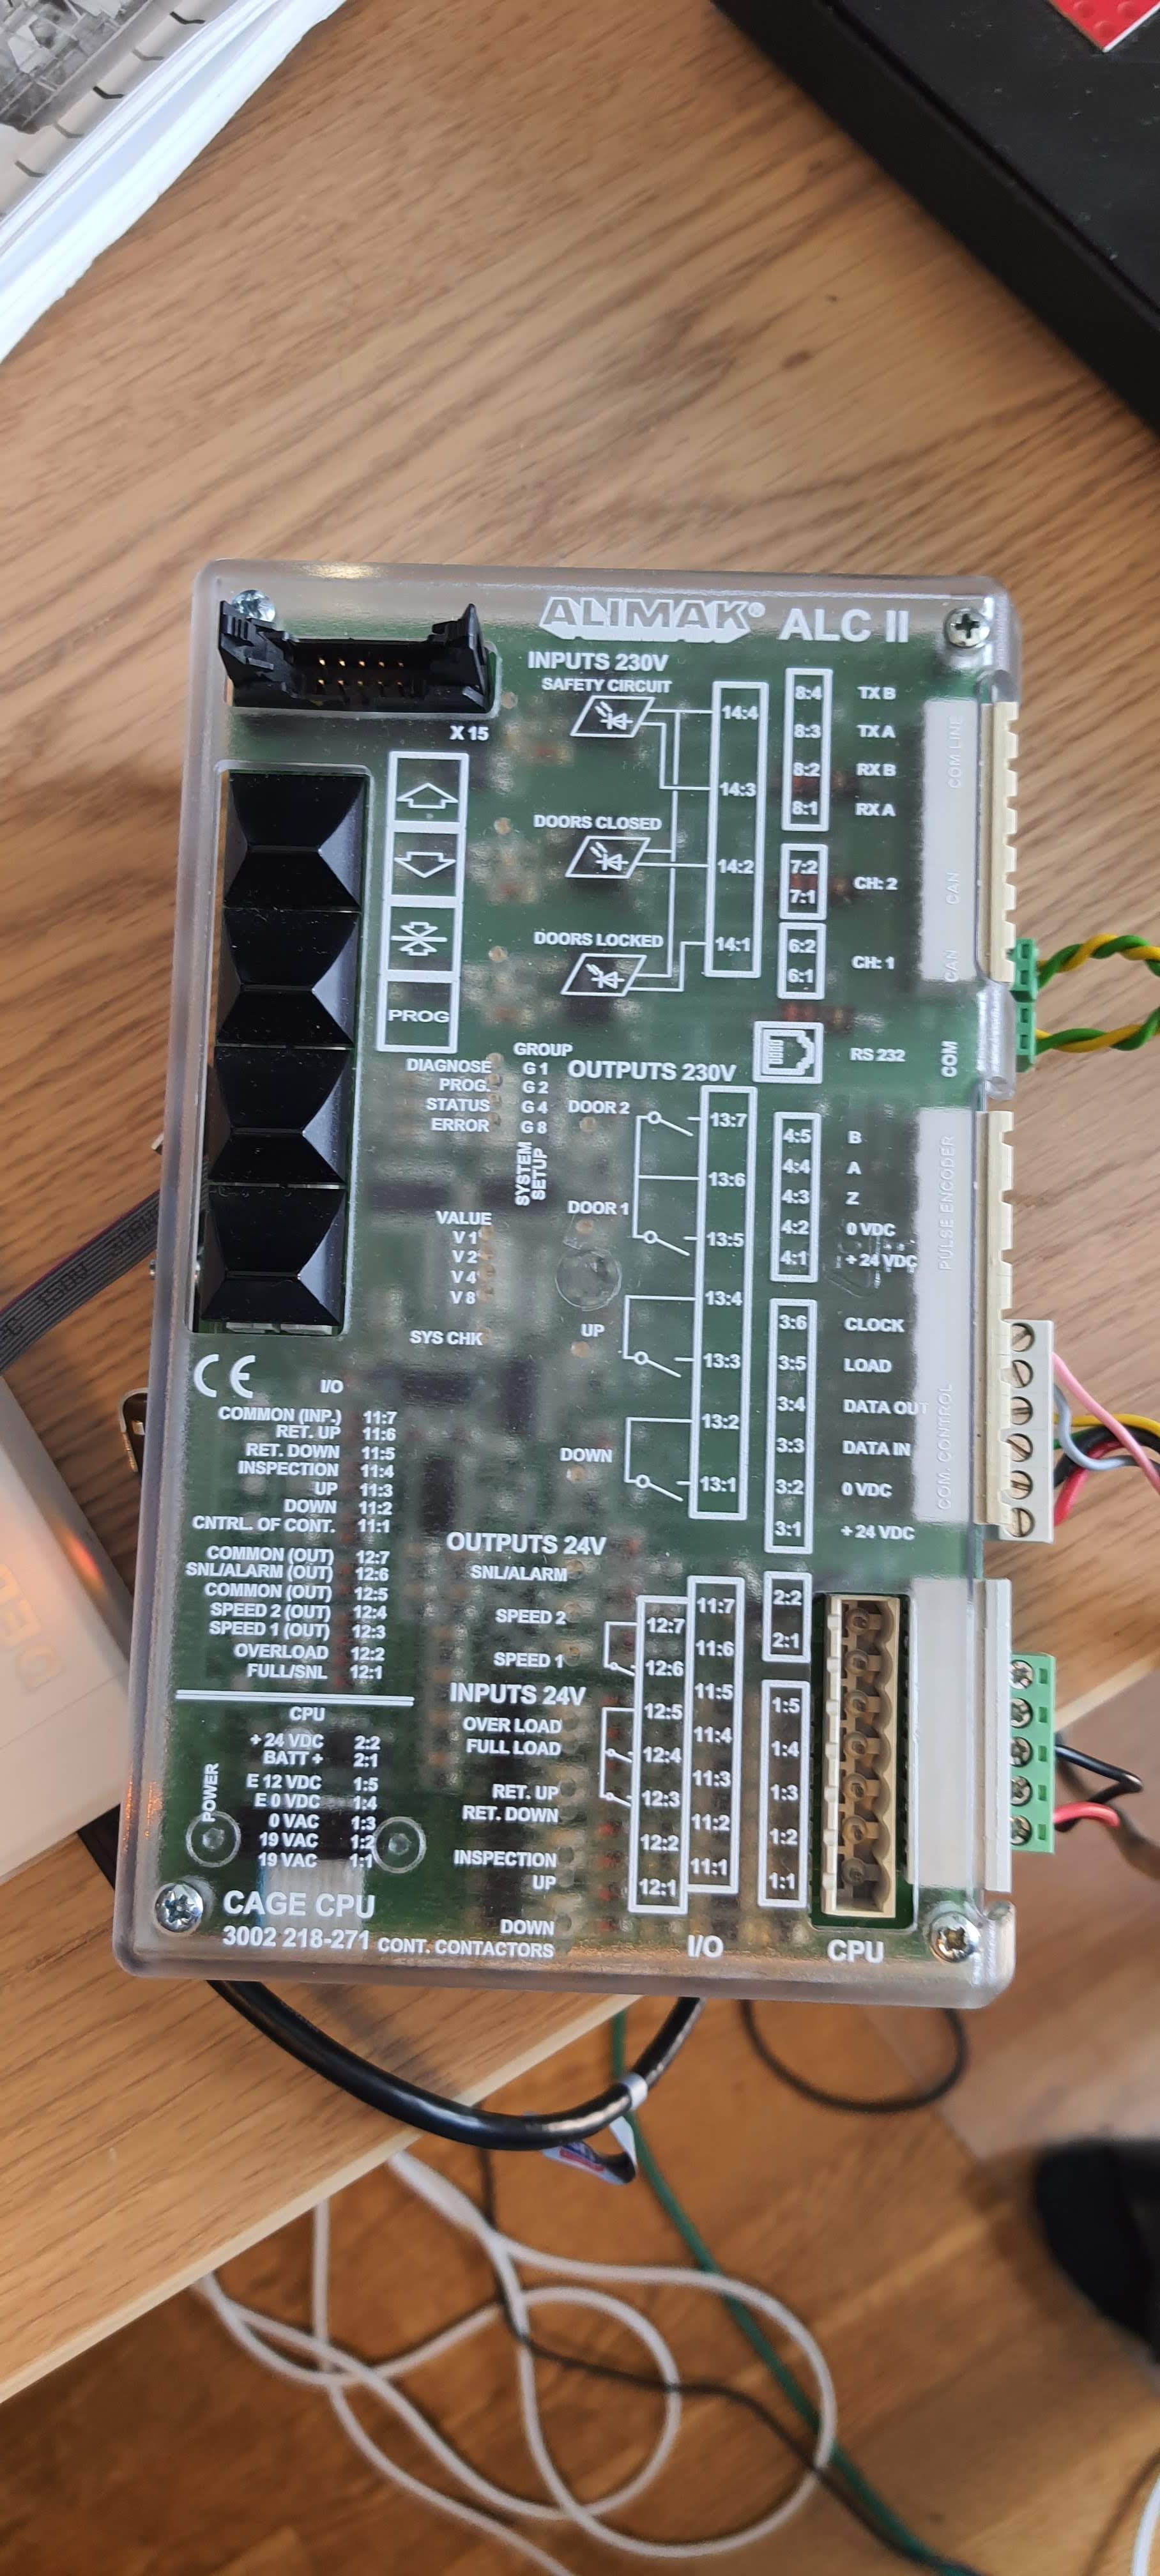 ALIMAK® ALC II
INPUTS 230V
SAFETY CIRCUIT
X 15
14:4
14:3
DOORS CLOSED
14:2
DOORS LOCKED
14:1
8:4 TX B
8:3 TX A
8:2 RX B
8:1 RX A
COM LINE
7:2
7:1
CH: 2
CAN
6:2
6:1
CH: 1
CAN
PROG
RS 232
COM
DIAGNOSE
PROG.
STATUS
ERROR
GROUP
G 1
G 2
G 4
G 8
SYSTEM
SETUP
OUTPUTS 230V
DOOR 2
13:7
13:6
DOOR 1
13:5
13:4
UP
13:3
13:2
DOWN
13:1
4:5 B
4:4 A
4:3 Z
4:2 0 VDC
4:1 + 24 VDC
PULSE ENCODER
VALUE
V 1
V 2
V 4
V 8
SYS CHK
3:6 CLOCK
3:5 LOAD
3:4 DATA OUT
3:3 DATA IN
3:2 0 VDC
3:1 + 24 VDC
COM. CONTROL
CE
I/O
COMMON (INP.) 11:7
RET. UP 11:6
RET. DOWN 11:5
INSPECTION 11:4
UP 11:3
DOWN 11:2
CNTRL. OF CONT. 11:1
COMMON (OUT) 12:7
SNL/ALARM (OUT) 12:6
COMMON (OUT) 12:5
SPEED 2 (OUT) 12:4
SPEED 1 (OUT) 12:3
OVERLOAD 12:2
FULL/SNL 12:1
CPU
+ 24 VDC 2:2
BATT + 2:1
E 12 VDC 1:5
E 0 VDC 1:4
0 VAC 1:3
19 VAC 1:2
19 VAC 1:1
POWER
CAGE CPU
3002 218-271
OUTPUTS 24V
SNL/ALARM
SPEED 2
SPEED 1
INPUTS 24V
OVER LOAD
FULL LOAD
RET. UP
RET. DOWN
INSPECTION
UP
DOWN
CONT. CONTACTORS
12:7
12:6
12:5
12:4
12:3
12:2
12:1
11:7
11:6
11:5
11:4
11:3
11:2
11:1
I/O
2:2
2:1
1:5
1:4
1:3
1:2
1:1
CPU